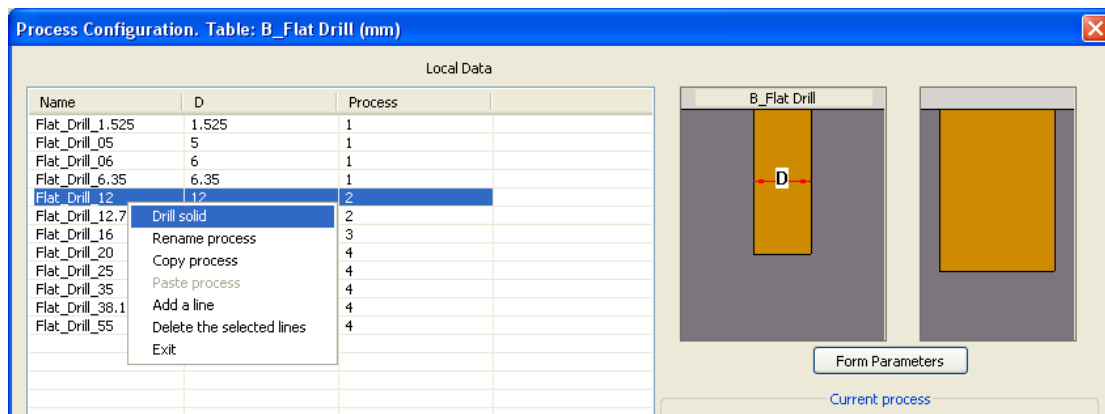 Process Configuration. Table: B_Flat Drill (mm)
Local Data
Name D Process
Flat_Drill_1.525 1.525 1
Flat_Drill_05 5 1
Flat_Drill_06 6 1
Flat_Drill_6.35 6.35 1
Flat_Drill_12 12 2
Flat_Drill_12.7 2
Flat_Drill_16 3
Flat_Drill_20 4
Flat_Drill_25 4
Flat_Drill_35 4
Flat_Drill_38.1 4
Flat_Drill_55 4
Drill solid
Rename process
Copy process
Paste process
Add a line
Delete the selected lines
Exit
B_Flat Drill
D
Form Parameters
Current process